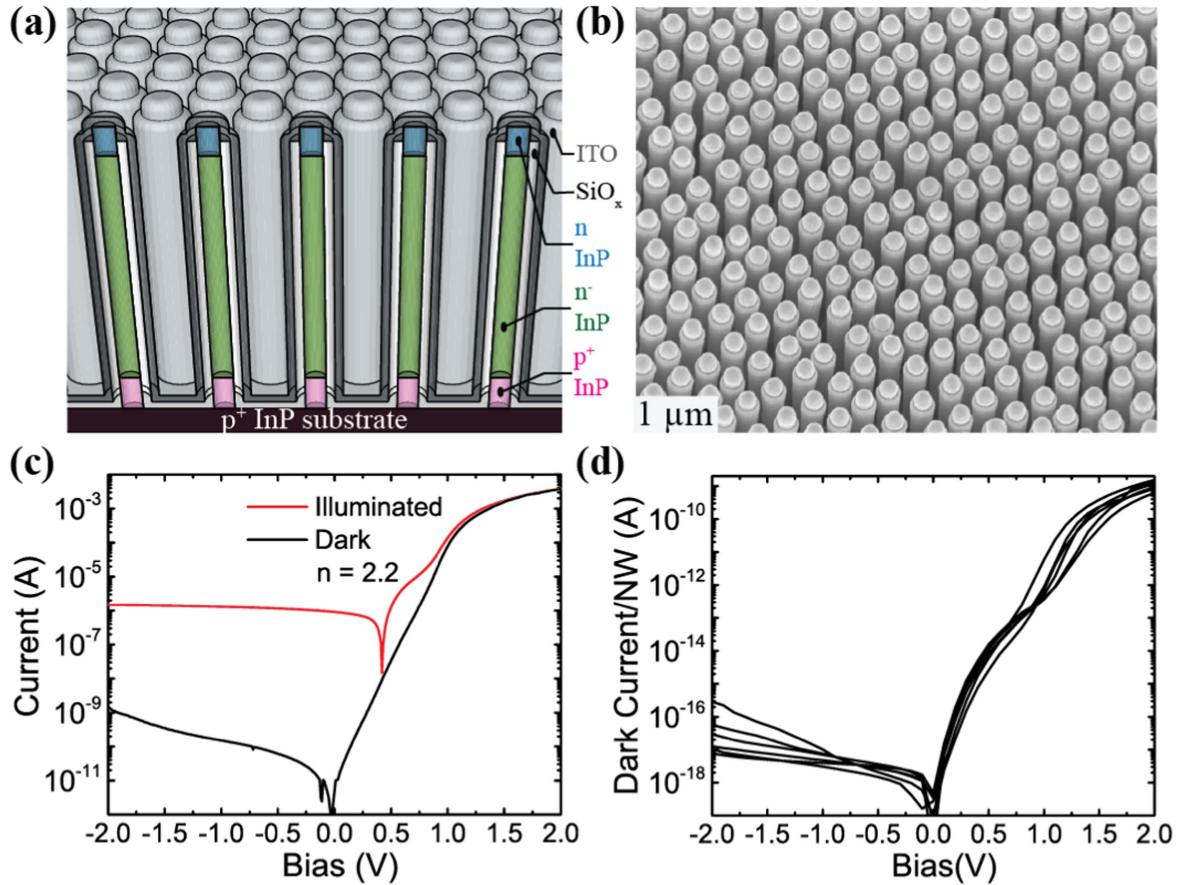 (a)
ITO
SiOₓ
n
InP
n⁻
InP
p⁺
InP
p⁺ InP substrate
(b)
1 µm
(c)
Current (A)
10⁻³
10⁻⁵
10⁻⁷
10⁻⁹
10⁻¹¹
Illuminated
Dark
n = 2.2
-2.0 -1.5 -1.0 -0.5 0.0 0.5 1.0 1.5 2.0
Bias (V)
(d)
Dark Current/NW (A)
10⁻¹⁰
10⁻¹²
10⁻¹⁴
10⁻¹⁶
10⁻¹⁸
-2.0 -1.5 -1.0 -0.5 0.0 0.5 1.0 1.5 2.0
Bias(V)